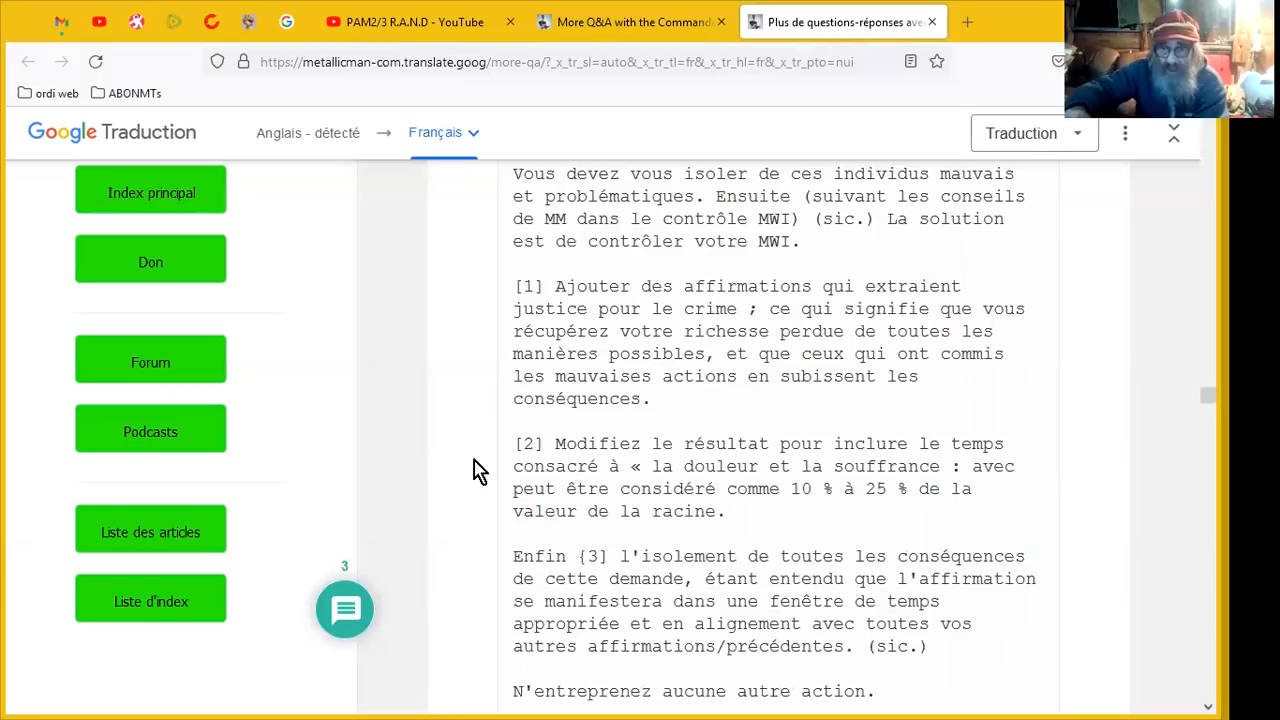 PAM2/3 R.A.N.D - YouTube
More Q&A with the Command
Plus de questions-réponses ave
https://metallicman-com.translate.goog/more-qa/?_x_tr_sl=auto&_x_tr_tl=fr&_x_tr_hl=fr&_x_tr_pto=nui
ordi web
ABONMTs
Google Traduction
Anglais - détecté
Français
Traduction
Index principal
Don
Forum
Podcasts
Liste des articles
Liste d'index
3
Vous devez vous isoler de ces individus mauvais
et problématiques. Ensuite (suivant les conseils
de MM dans le contrôle MWI) (sic.) La solution
est de contrôler votre MWI.
[1] Ajouter des affirmations qui extraient
justice pour le crime ; ce qui signifie que vous
récupérez votre richesse perdue de toutes les
manières possibles, et que ceux qui ont commis
les mauvaises actions en subissent les
conséquences.
[2] Modifiez le résultat pour inclure le temps
consacré à « la douleur et la souffrance : avec
peut être considéré comme 10 % à 25 % de la
valeur de la racine.
Enfin {3] l'isolement de toutes les conséquences
de cette demande, étant entendu que l'affirmation
se manifestera dans une fenêtre de temps
appropriée et en alignement avec toutes vos
autres affirmations/précédentes. (sic.)
N'entreprenez aucune autre action.